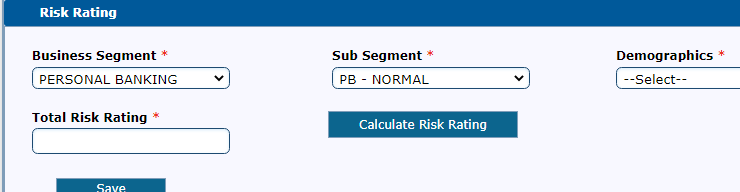 Risk Rating
Business Segment * Sub Segment * Demographics *
PERSONAL BANKING PB - NORMAL --Select--
Total Risk Rating *
Calculate Risk Rating
Save